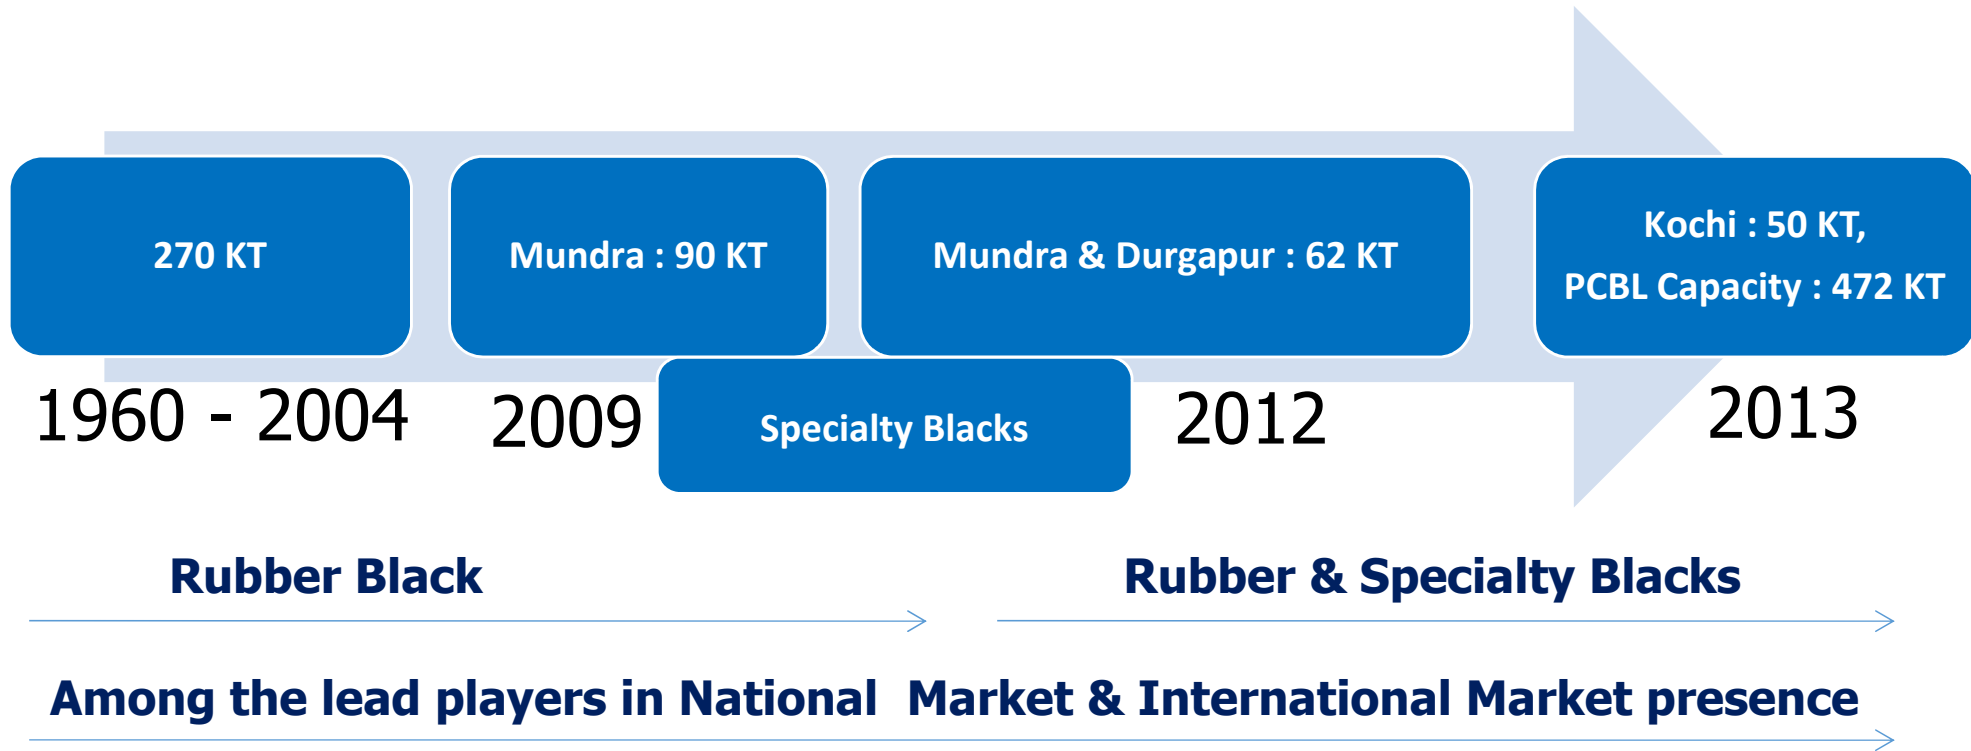 270 KT
Mundra : 90 KT
Mundra & Durgapur : 62 KT
Kochi : 50 KT,
PCBL Capacity : 472 KT
1960 - 2004
2009
Specialty Blacks
2012
2013
Rubber Black
Rubber & Specialty Blacks
Among the lead players in National Market & International Market presence